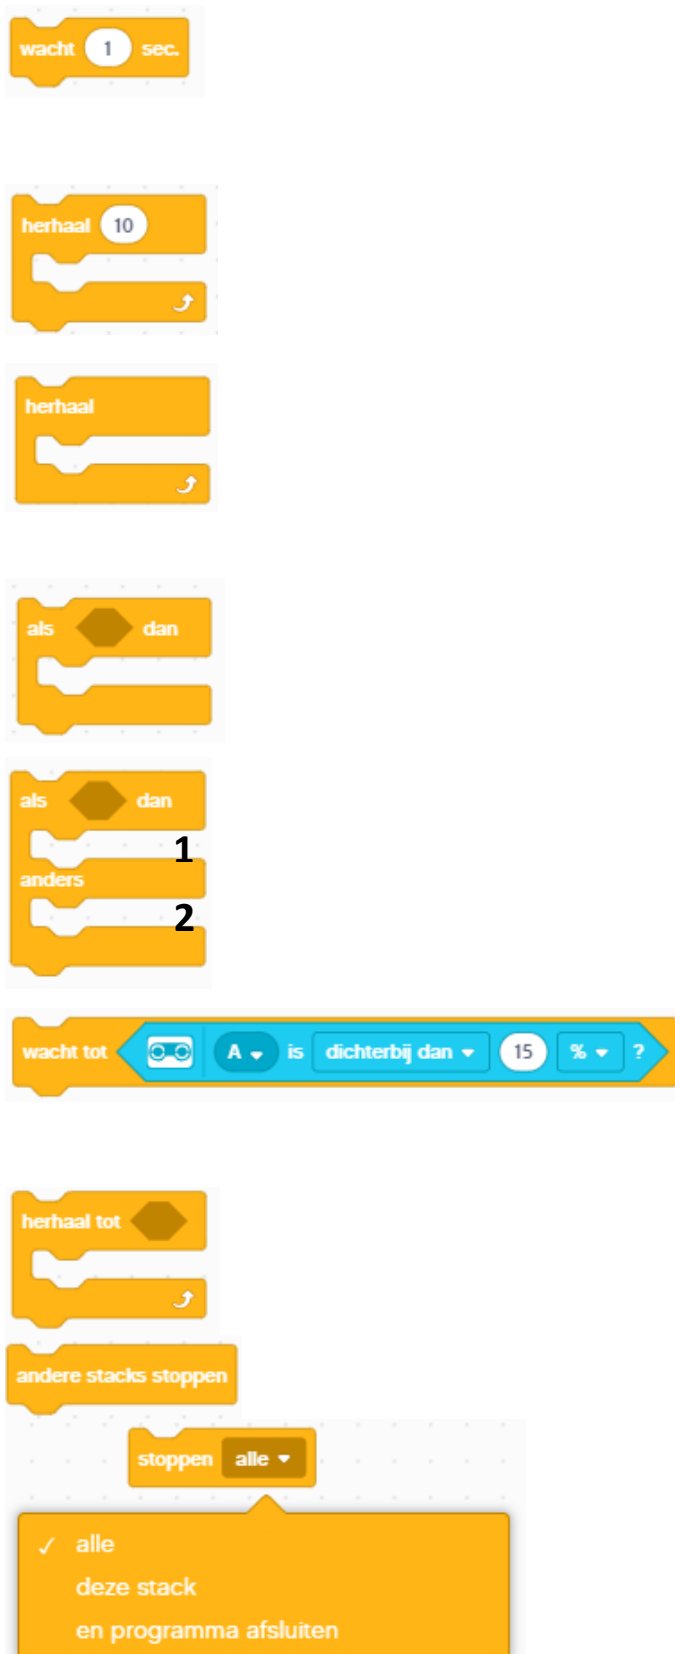 wacht 1 sec.
herhaal 10
herhaal
als dan
als dan
1
anders
2
wacht tot A is dichterbij dan 15 % ?
herhaal tot
andere stacks stoppen
stoppen alle
✓ alle
deze stack
en programma afsluiten